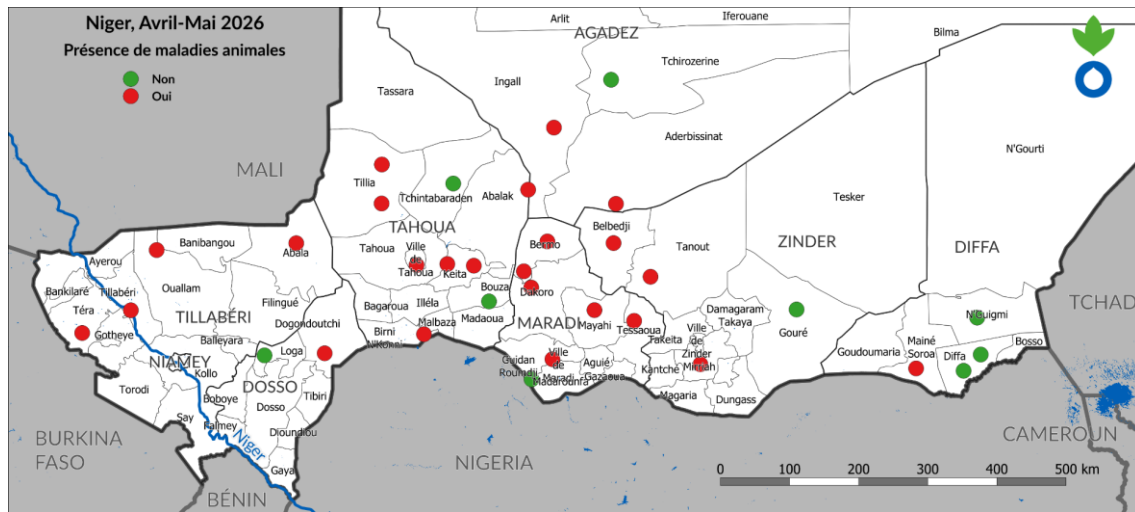 Niger, Avril-Mai 2026
Présence de maladies animales
Non
Oui
Arlit
Iferouane
AGADEZ
Bilma
Tchirozerine
Ingall
Tassara
Aderbissinat
N'Gourti
MALI
Tillia
Tchintabaraden
Abalak
Tesker
TAHOUA
Belbedji
Banibangou
Abala
Tahoua
Ville de
Tahoua
Keita
Bermo
Tanout
ZINDER
DIFFA
Ayerou
Bankilaré
Tillabéri
Ouallam
Filingué
Bouza
Dakoro
TCHAD
Téra
Gotheye
TILLABÉRI
Dogondoutchi
Bagaroua
Illéla
Madaoua
MARADI
Mayahi
Tessaoua
Damagaram
Takaya
Gouré
N'Guigmi
Birni
N'Konni
Malbaza
Balleyara
Ville
de
Zinder
Takeita
Mainé
Soroa
Goudoumaria
Diffa
Bosso
NIAMEY
Kollo
Loga
Guidan
Roumdji
Ville
de
Maradi
Madarounfa
Aguié
Gazaoua
Kantché
Mirriah
Torodi
DOSSO
Tibiri
Boboye
Magaria
Dungass
Say
Falmey
Dosso
Dioundiou
BURKINA
FASO
Niger
Gaya
NIGERIA
CAMEROUN
BÉNIN
0 100 200 300 400 500 km